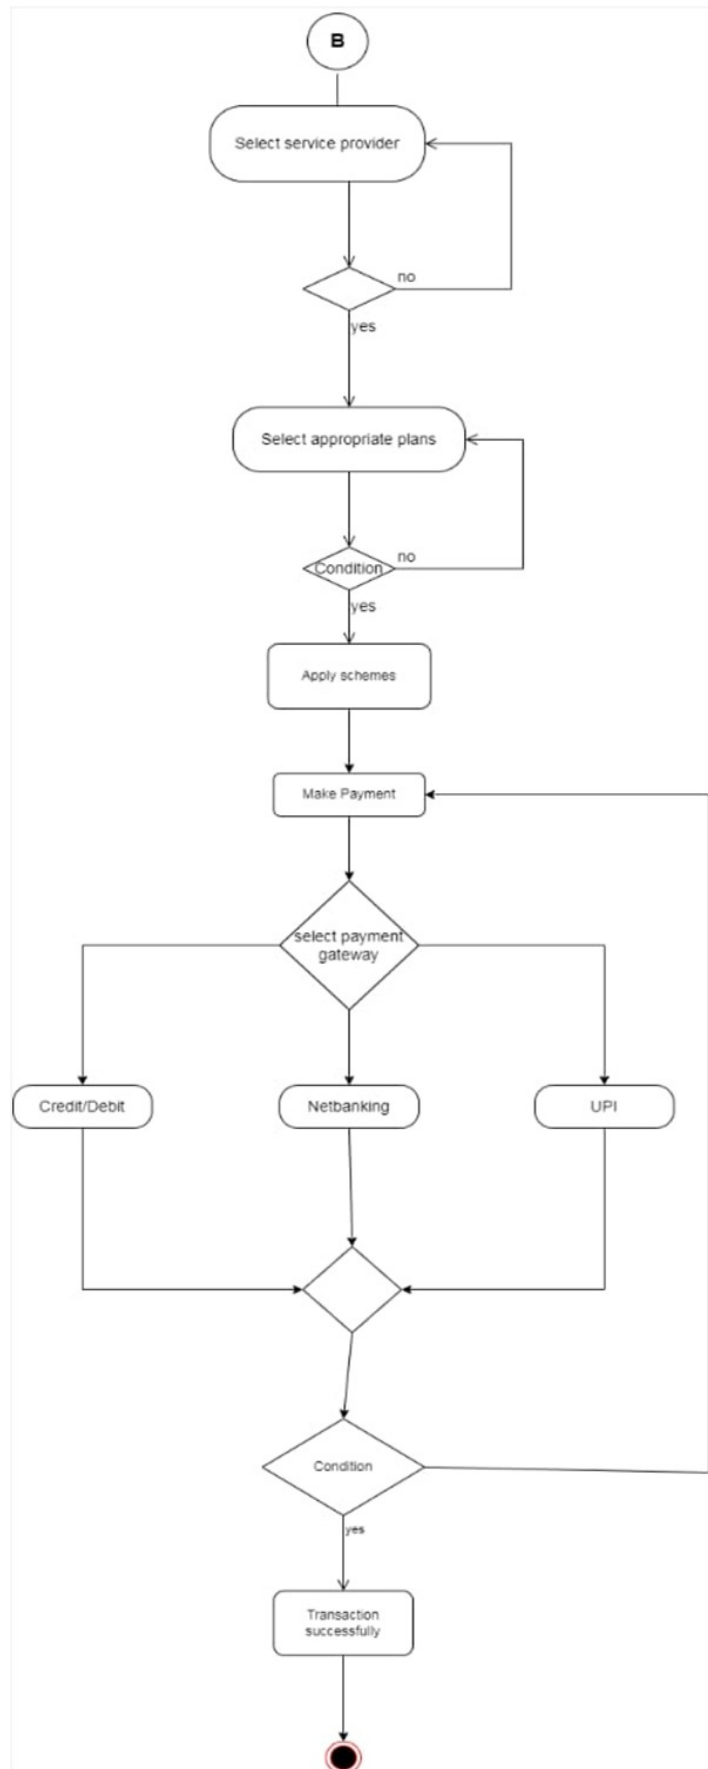 B
Select service provider
no
yes
Select appropriate plans
no
Condition
yes
Apply schemes
Make Payment
select payment
gateway
Credit/Debit
Netbanking
UPI
Condition
yes
Transaction
successfully